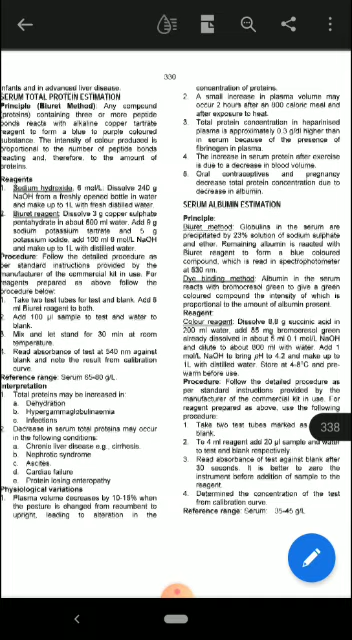 330
infants and in advanced liver disease.
SERUM TOTAL PROTEIN ESTIMATION
Principle (Biuret Method): Any compound
(proteins) containing three or more peptide
bonds reacts with alkaline copper tartrate
reagent to form a blue to purple coloured
substance. The intensity of colour produced is
proportional to the number of peptide bonds
reacting and, therefore, to the amount of
proteins.
Reagents
1. Sodium hydroxide, 6 mol/L. Dissolve 240 g
NaOH from a freshly opened bottle in water
and make up to 1L with fresh distilled water.
2. Biuret reagent: Dissolve 3 g copper sulphate
pentahydrate in about 500 ml water. Add 9 g
sodium potassium tartrate and 5 g
potassium iodide, add 100 ml 6 mol/L NaOH
and make up to 1L with distilled water.
Procedure: Follow the detailed procedure as
per standard instructions provided by the
manufacturer of the commercial kit in use. For
reagents prepared as above follow the
procedure below:
1. Take two test tubes for test and blank. Add 5
ml Biuret reagent to both.
2. Add 100 µl sample to test and water to
blank.
3. Mix and let stand for 30 min at room
temperature.
4. Read absorbance of test at 540 nm against
blank and note the result from calibration
curve.
Reference range: Serum 65-80 g/L.
Interpretation
1. Total proteins may be increased in:
a. Dehydration
b. Hypergammaglobulinaemia
c. Infections
2. Decrease in serum total proteins may occur
in the following conditions.
a. Chronic liver disease e.g., cirrhosis.
b. Nephrotic syndrome
c. Ascites.
d. Cardiac failure
e. Protein losing enteropathy
Physiological variations
1. Plasma volume decreases by 10-15% when
the posture is changed from recumbent to
upright, leading to alteration in the
concentration of proteins.
2. A small increase in plasma volume may
occur 2 hours after an 800 caloric meal and
after exposure to heat.
3. Total protein concentration in heparinised
plasma is approximately 0.3 g/dl higher than
in serum because of the presence of
fibrinogen in plasma.
4. The increase in serum protein after exercise
is due to a decrease in blood volume.
5. Oral contraceptives and pregnancy
decrease total protein concentration due to
decrease in albumin.
SERUM ALBUMIN ESTIMATION
Principle:
Biuret method: Globulins in the serum are
precipitated by 23% solution of sodium sulphate
and ether. Remaining albumin is reacted with
Biuret reagent to form a blue coloured
compound, which is read in spectrophotometer
at 530 nm.
Dye binding method: Albumin in the serum
reacts with bromocresol green to give a green
coloured compound the intensity of which is
proportional to the amount of albumin present.
Reagent:
Colour reagent: Dissolve 8.8 g succinic acid in
200 ml water, add 85 mg bromocresol green
already dissolved in about 5 ml 0.1 mol/L NaOH
and dilute to about 800 ml with water. Add 1
mol/L NaOH to bring pH to 4.2 and make up to
1L with distilled water. Store at 4-8°C and pre-
warm before use.
Procedure: Follow the detailed procedure as
per standard instructions provided by the
manufacturer of the commercial kit in use. For
reagent prepared as above, use the following
procedure:
1. Take two test tubes marked as
blank.
2. To 4 ml reagent add 20 µl sample and water
to test and blank respectively.
3. Read absorbance of test against blank after
30 seconds. It is better to zero the
instrument before addition of sample to the
reagent.
4. Determined the concentration of the test
from calibration curve.
Reference range: Serum: 35-45 g/L
338